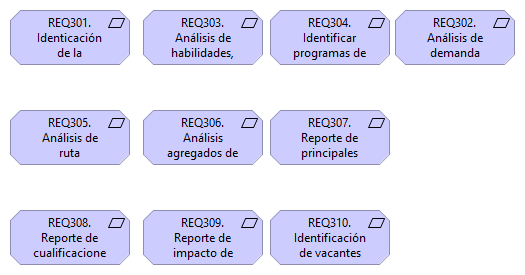 REQ301.
Identicación
de la
REQ303.
Análisis de
habilidades,
REQ304.
Identificar
programas de
REQ302.
Análisis de
demanda
REQ305.
Análisis de
ruta
REQ306.
Análisis
agregados de
REQ307.
Reporte de
principales
REQ308.
Reporte de
cualificacione
REQ309.
Reporte de
impacto de
REQ310.
Identificación
de vacantes